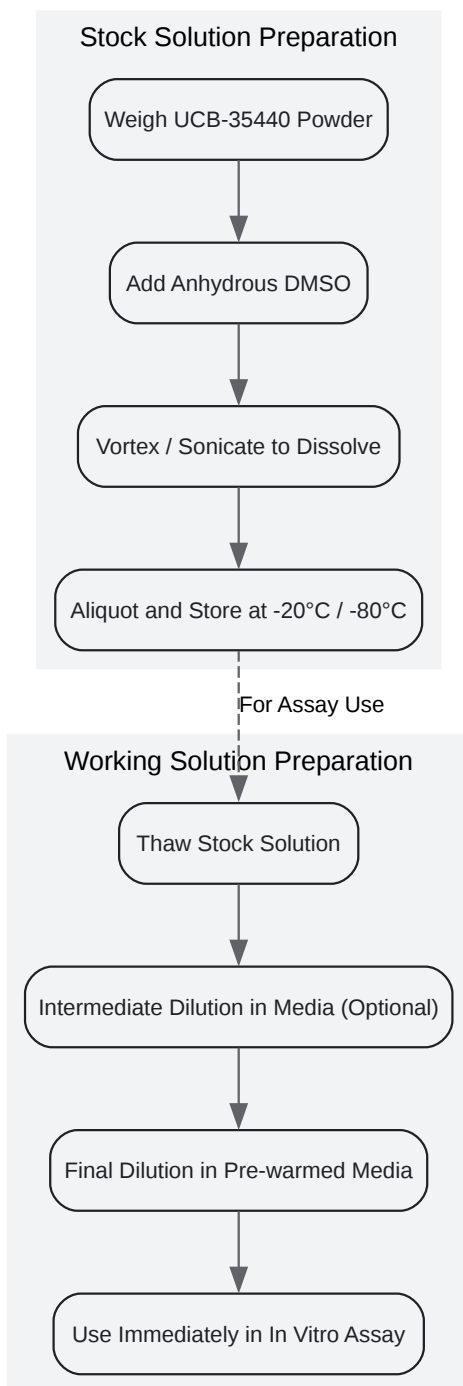 Stock Solution Preparation
Weigh UCB-35440 Powder
Add Anhydrous DMSO
Vortex / Sonicate to Dissolve
Aliquot and Store at -20°C / -80°C
For Assay Use
Working Solution Preparation
Thaw Stock Solution
Intermediate Dilution in Media (Optional)
Final Dilution in Pre-warmed Media
Use Immediately in In Vitro Assay